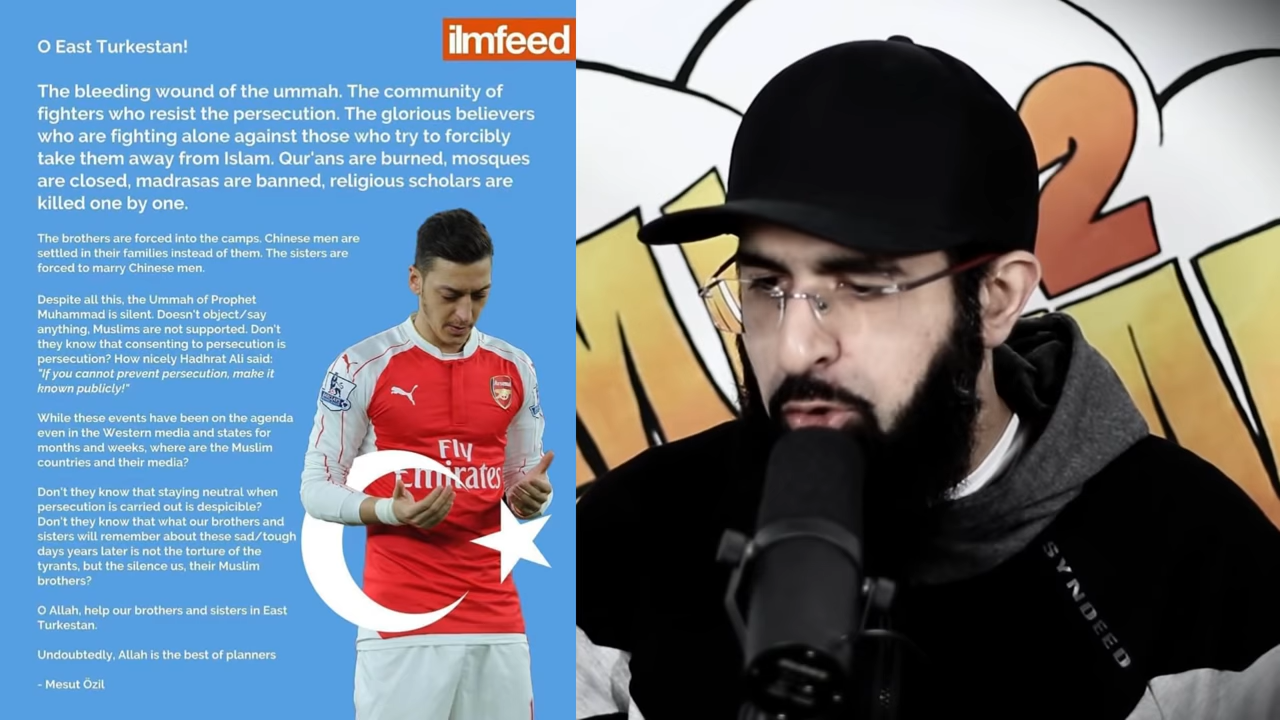 O East Turkestan!
ilmfeed
The bleeding wound of the ummah. The community of
fighters who resist the persecution. The glorious believers
who are fighting alone against those who try to forcibly
take them away from Islam. Qur'ans are burned, mosques
are closed, madrasas are banned, religious scholars are
killed one by one.
The brothers are forced into the camps. Chinese men are
settled in their families instead of them. The sisters are
forced to marry Chinese men.
Despite all this, the Ummah of Prophet
Muhammad is silent. Doesn't object/say
anything, Muslims are not supported. Don't
they know that consenting to persecution is
persecution? How nicely Hadhrat Ali said:
"If you cannot prevent persecution, make it
known publicly!"
While these events have been on the agenda
even in the Western media and states for
months and weeks, where are the Muslim
countries and their media?
Don't they know that staying neutral when
persecution is carried out is despicible?
Don't they know that what our brothers and
sisters will remember about these sad/tough
days years later is not the torture of the
tyrants, but the silence us, their Muslim
brothers?
O Allah, help our brothers and sisters in East
Turkestan.
Undoubtedly, Allah is the best of planners
- Mesut Özil
Arsenal
Fly
Emirates
2
SYNDEED